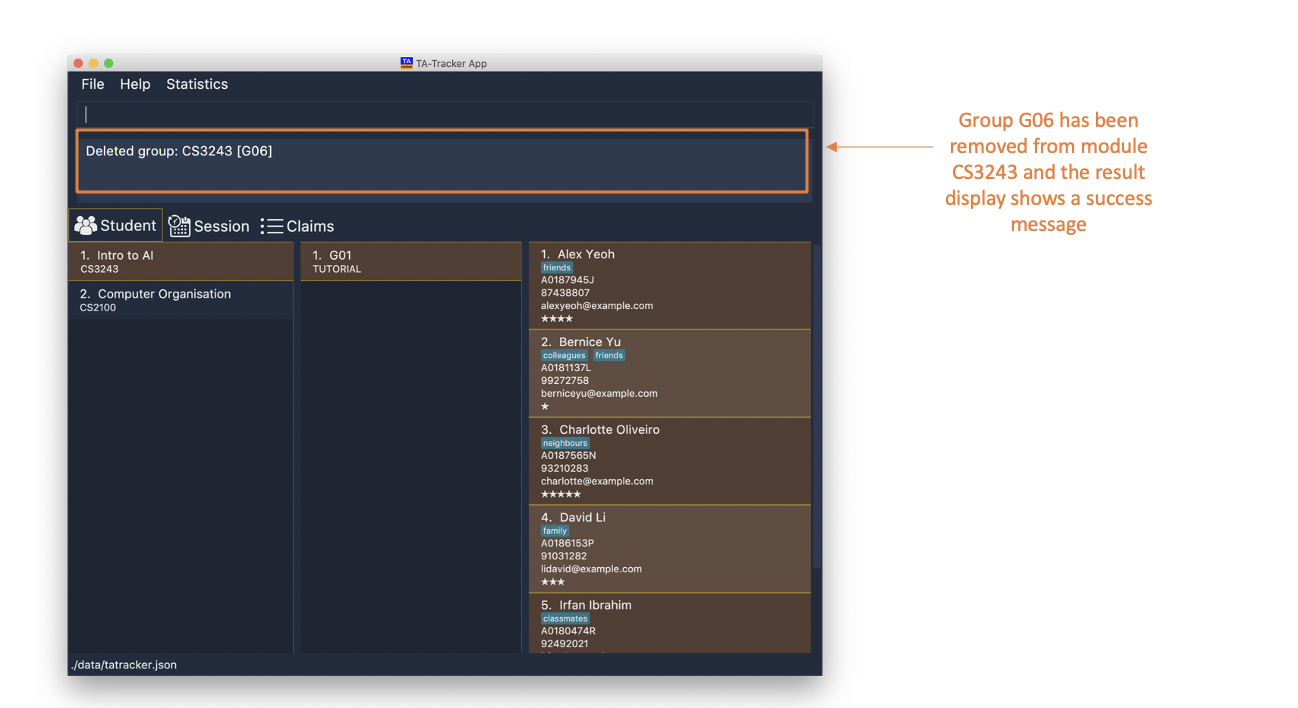 TA-Tracker App
File Help Statistics
Deleted group: CS3243 [G06]
Group G06 has been
removed from module
CS3243 and the result
display shows a success
message
Student Session Claims
1. Intro to AI
CS3243
2. Computer Organisation
CS2100
1. G01
TUTORIAL
1. Alex Yeoh
friends
A0187945J
87438807
alexyeoh@example.com
★★★★
2. Bernice Yu
colleagues friends
A0181137L
99272758
berniceyu@example.com
★
3. Charlotte Oliveiro
neighbours
A0187565N
93210283
charlotte@example.com
★★★★★
4. David Li
family
A0186153P
91031282
lidavid@example.com
★★★
5. Irfan Ibrahim
classmates
A0180474R
92492021
./data/tatracker.json